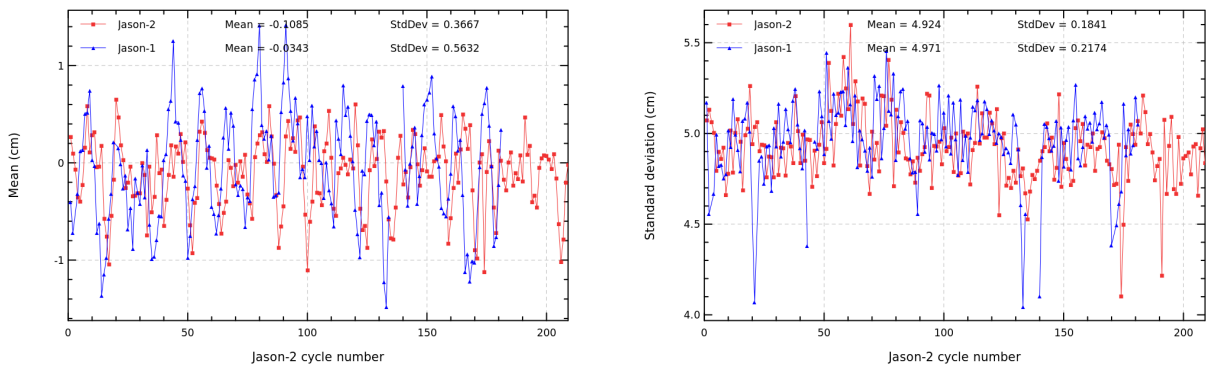 Jason-2 Mean = -0.1085 StdDev = 0.3667
Jason-1 Mean = -0.0343 StdDev = 0.5632
1
0
-1
Mean (cm)
0 50 100 150 200
Jason-2 cycle number
Jason-2 Mean = 4.924 StdDev = 0.1841
Jason-1 Mean = 4.971 StdDev = 0.2174
5.5
5.0
4.5
4.0
Standard deviation (cm)
0 50 100 150 200
Jason-2 cycle number